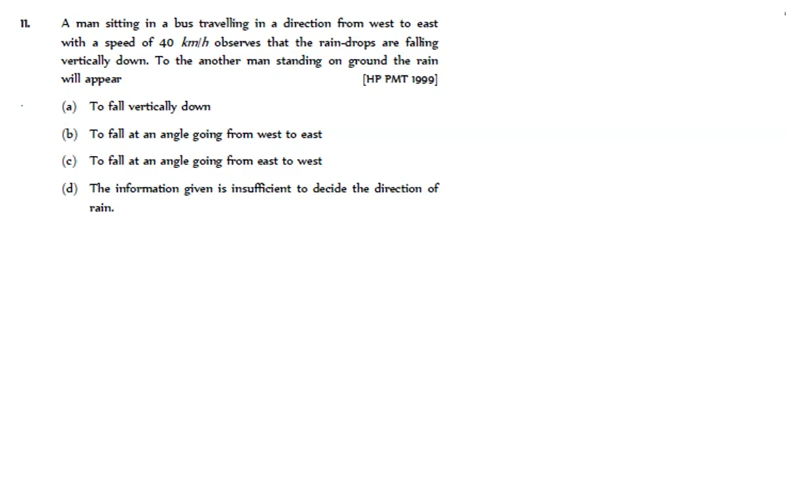 11. A man sitting in a bus travelling in a direction from west to east
with a speed of 40 km/h observes that the rain-drops are falling
vertically down. To the another man standing on ground the rain
will appear [HP PMT 1999]
(a) To fall vertically down
(b) To fall at an angle going from west to east
(c) To fall at an angle going from east to west
(d) The information given is insufficient to decide the direction of
rain.